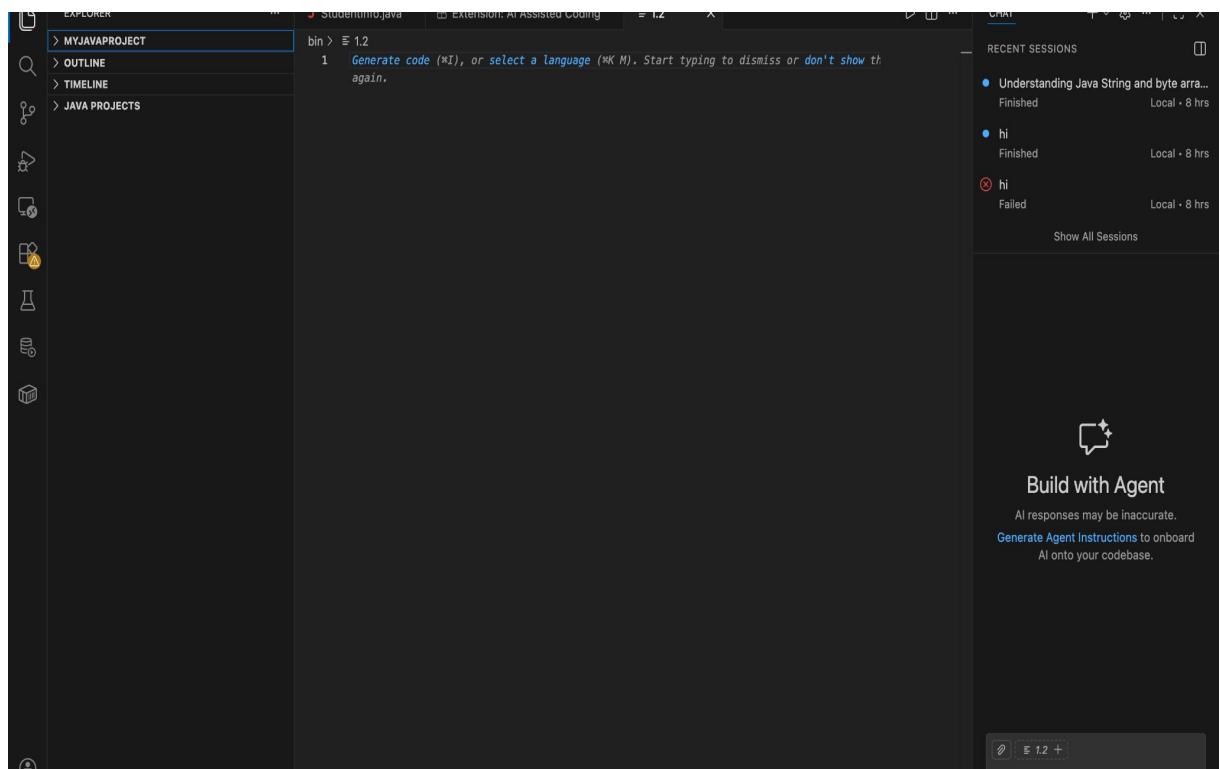 EXPLORER
StudentInfo.java
Extension: AI Assisted Coding
1.2
CHAT
MYJAVAPROJECT
OUTLINE
TIMELINE
JAVA PROJECTS
bin > 1.2
1 Generate code (⌘I), or select a language (⌘K M). Start typing to dismiss or don't show th
again.
RECENT SESSIONS
Understanding Java String and byte arra...
Finished Local • 8 hrs
hi
Finished Local • 8 hrs
hi
Failed Local • 8 hrs
Show All Sessions
Build with Agent
AI responses may be inaccurate.
Generate Agent Instructions to onboard
AI onto your codebase.
1.2 +